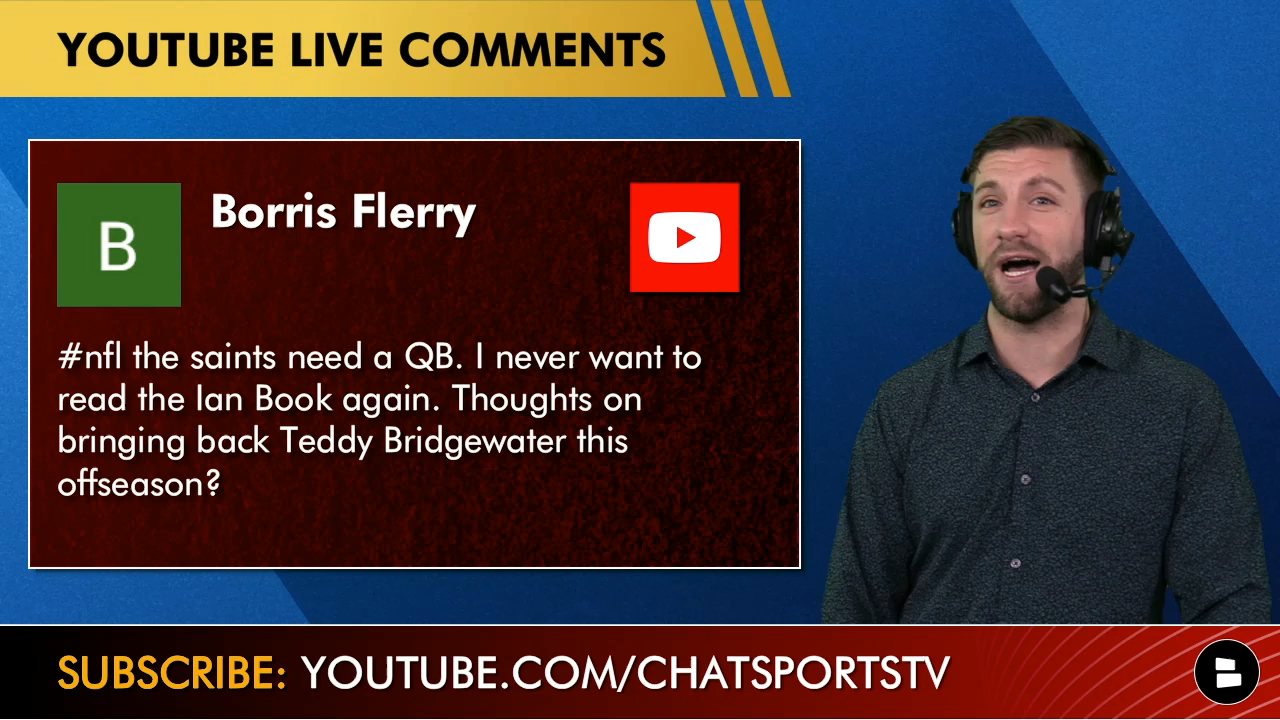 YOUTUBE LIVE COMMENTS
B
Borris Flerry
#nfl the saints need a QB. I never want to
read the Ian Book again. Thoughts on
bringing back Teddy Bridgewater this
offseason?
SUBSCRIBE: YOUTUBE.COM/CHATSPORTSTV